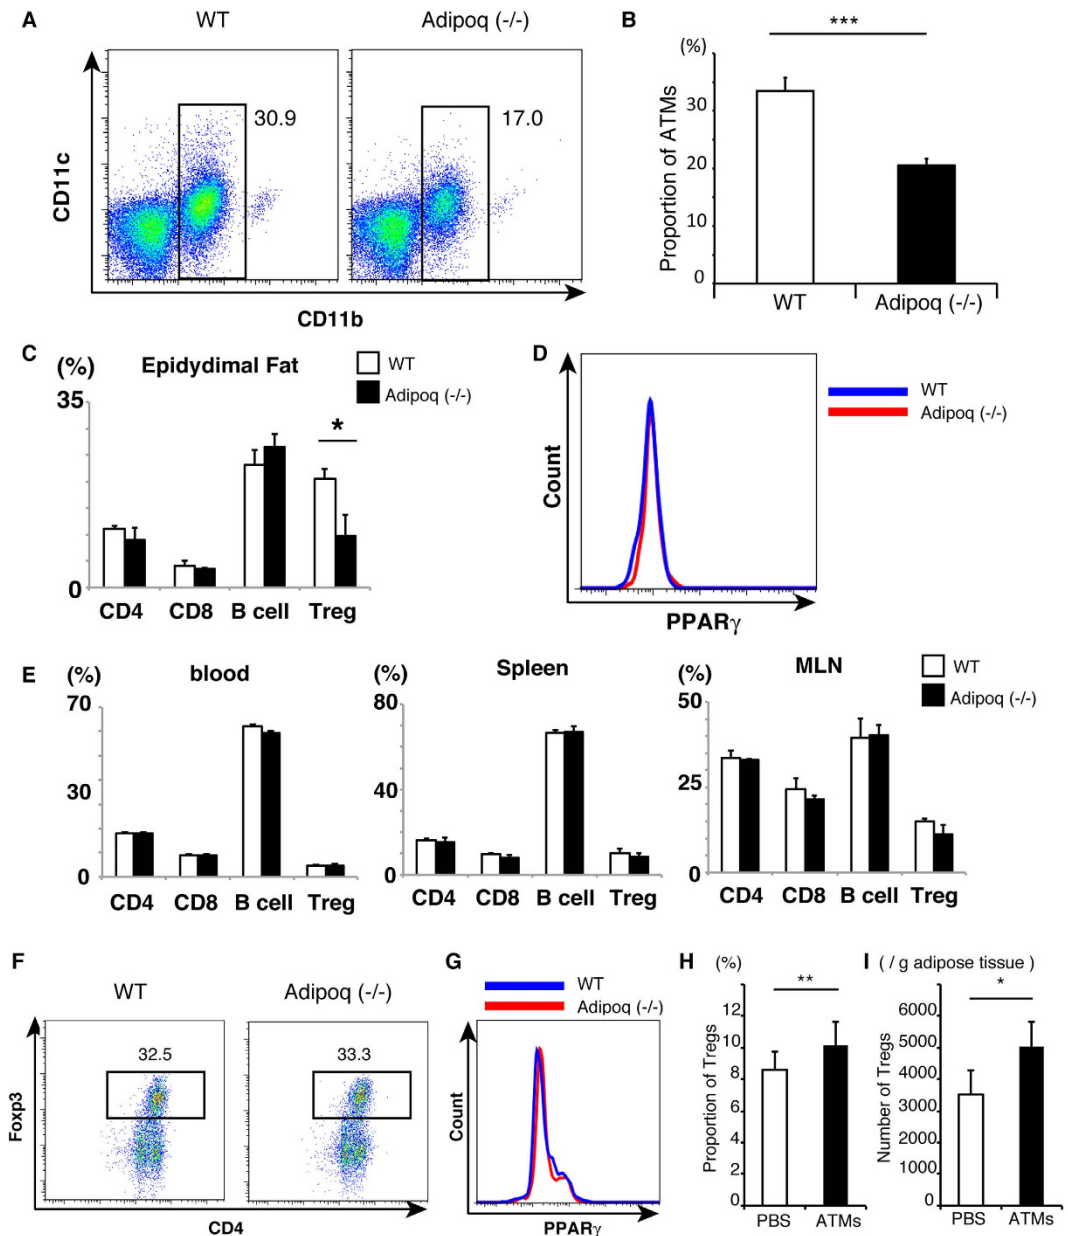 A
WT
Adipoq (-/-)
30.9
17.0
CD11c
CD11b
B
***
(%)
Proportion of ATMs
30
20
10
0
WT
Adipoq (-/-)
C
(%)
Epidydimal Fat
WT
Adipoq (-/-)
35
*
0
CD4
CD8
B cell
Treg
D
WT
Adipoq (-/-)
Count
PPARγ
E
(%)
blood
70
30
0
CD4
CD8
B cell
Treg
(%)
Spleen
80
40
0
CD4
CD8
B cell
Treg
(%)
MLN
WT
Adipoq (-/-)
50
25
0
CD4
CD8
B cell
Treg
F
WT
Adipoq (-/-)
32.5
33.3
Foxp3
CD4
G
WT
Adipoq (-/-)
Count
PPARγ
H
(%)
**
Proportion of Tregs
14
12
10
8
6
4
2
0
PBS
ATMs
I
( / g adipose tissue )
*
Number of Tregs
7000
6000
5000
4000
3000
2000
1000
0
PBS
ATMs